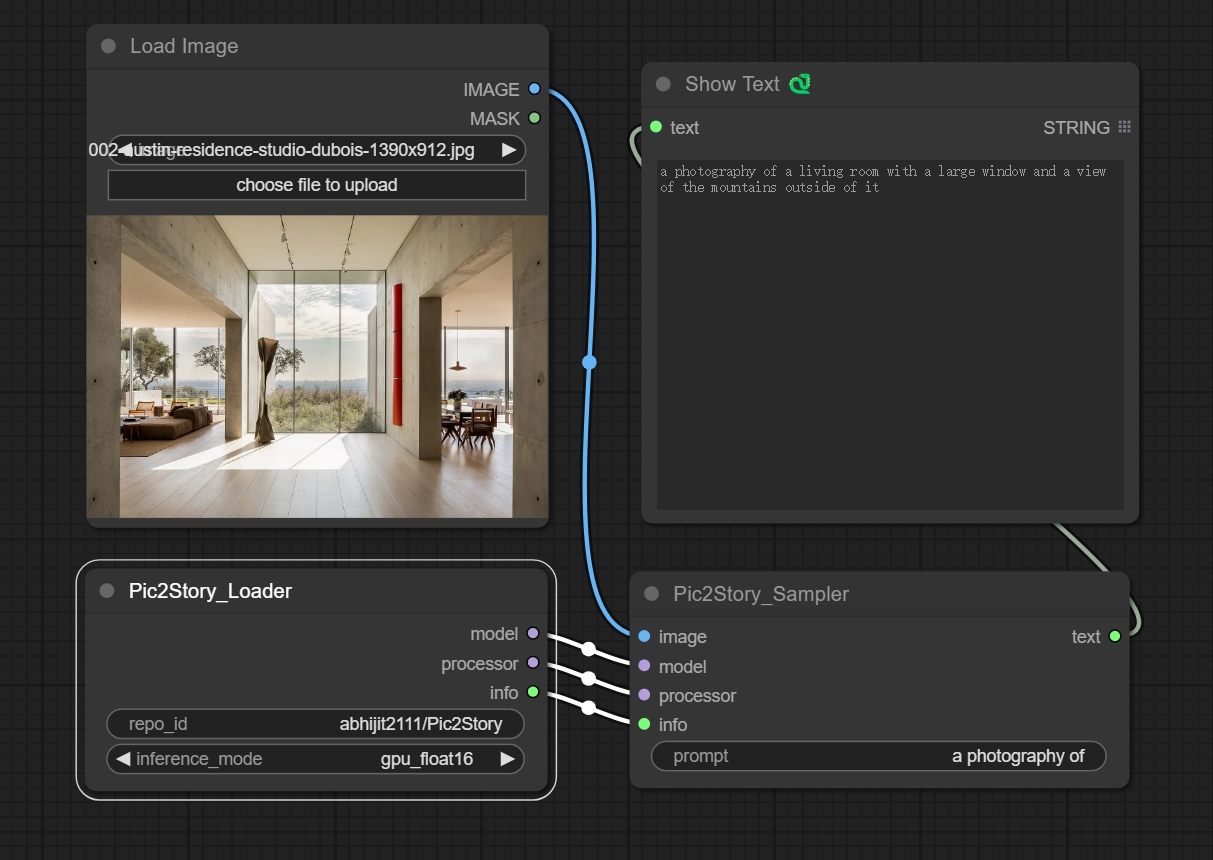 Load Image
IMAGE
MASK
002-austin-residence-studio-dubois-1390x912.jpg
choose file to upload
Show Text
text
STRING
a photography of a living room with a large window and a view
of the mountains outside of it
Pic2Story_Loader
model
processor
info
repo_id abhijit2111/Pic2Story
inference_mode gpu_float16
Pic2Story_Sampler
image
text
model
processor
info
prompt a photography of